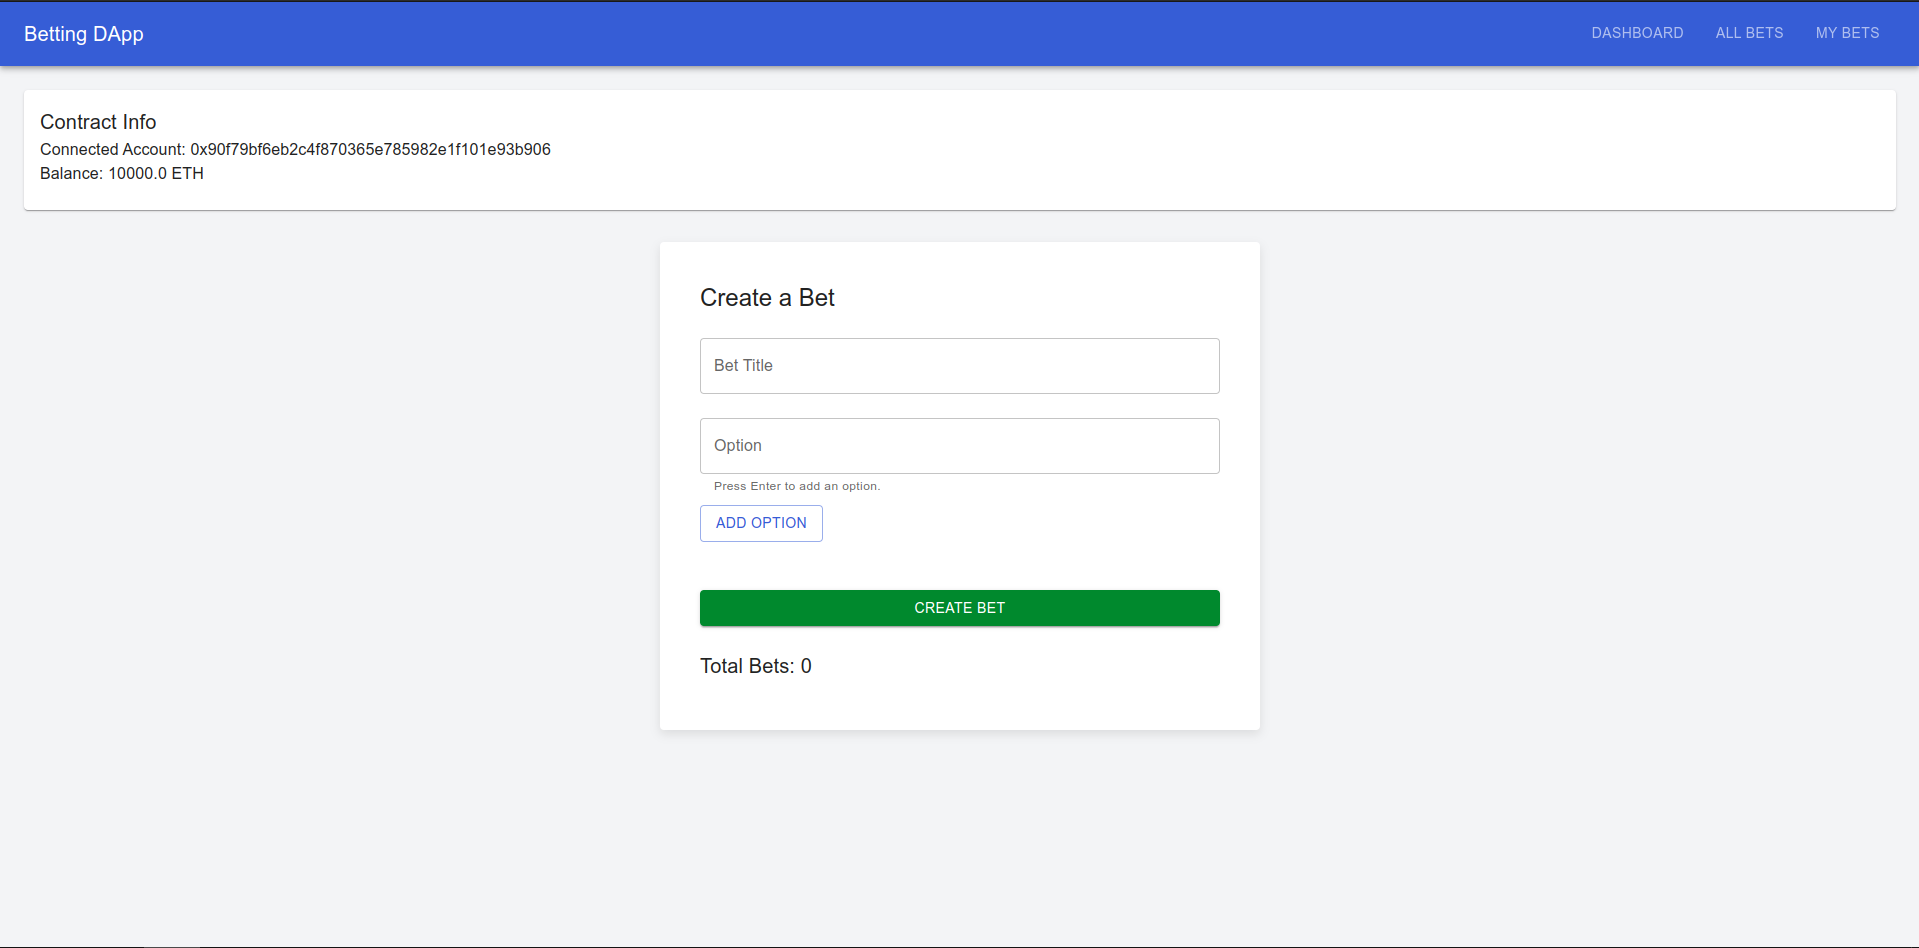 Betting DApp
DASHBOARD
ALL BETS
MY BETS
Contract Info
Connected Account: 0x90f79bf6eb2c4f870365e785982e1f101e93b906
Balance: 10000.0 ETH
Create a Bet
Bet Title
Option
Press Enter to add an option.
ADD OPTION
CREATE BET
Total Bets: 0